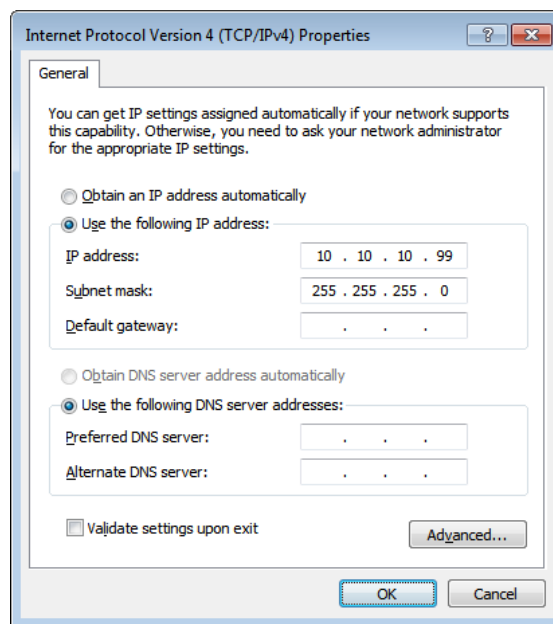 Internet Protocol Version 4 (TCP/IPv4) Properties
?
General
You can get IP settings assigned automatically if your network supports
this capability. Otherwise, you need to ask your network administrator
for the appropriate IP settings.
Obtain an IP address automatically
Use the following IP address:
IP address: 10 . 10 . 10 . 99
Subnet mask: 255 . 255 . 255 . 0
Default gateway: . . .
Obtain DNS server address automatically
Use the following DNS server addresses:
Preferred DNS server: . . .
Alternate DNS server: . . .
Validate settings upon exit
Advanced...
OK Cancel